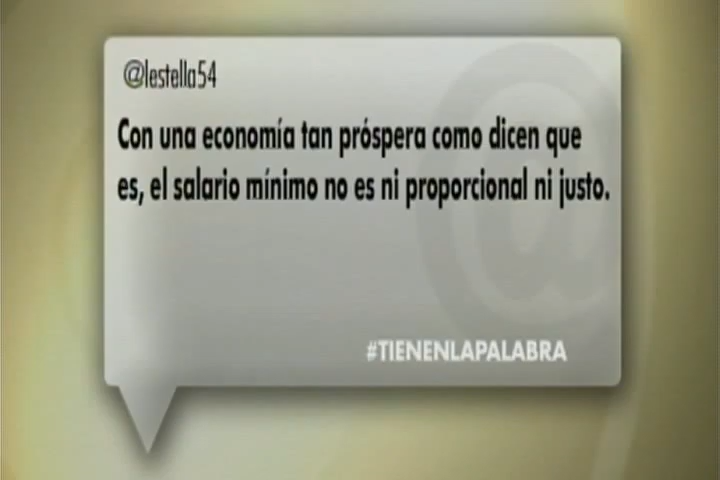 @lestella54
Con una economía tan próspera como dicen que
es, el salario mínimo no es ni proporcional ni justo.
#TIENENLAPALABRA